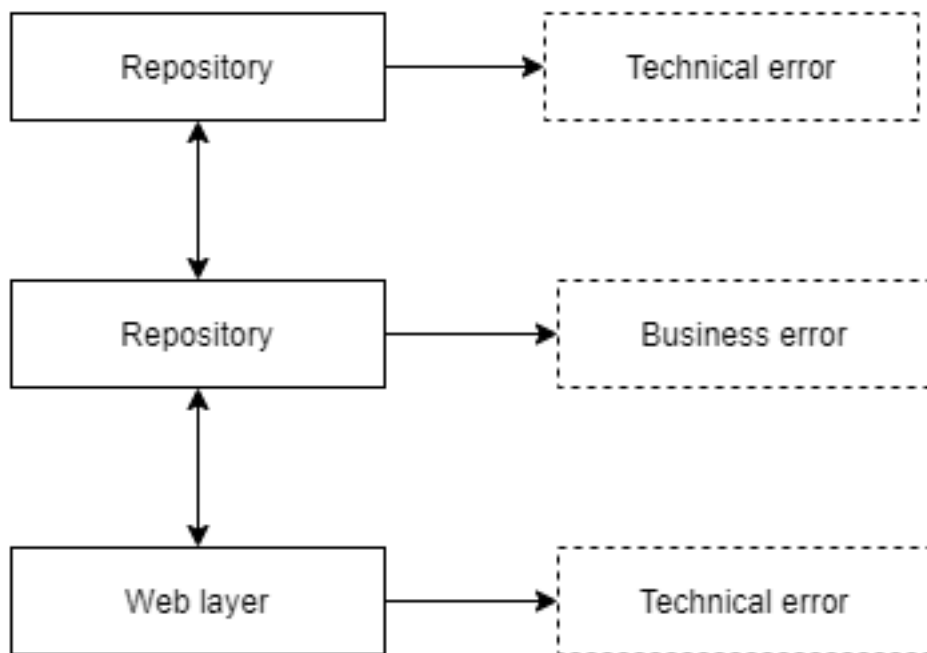 Repository
Technical error
Repository
Business error
Web layer
Technical error